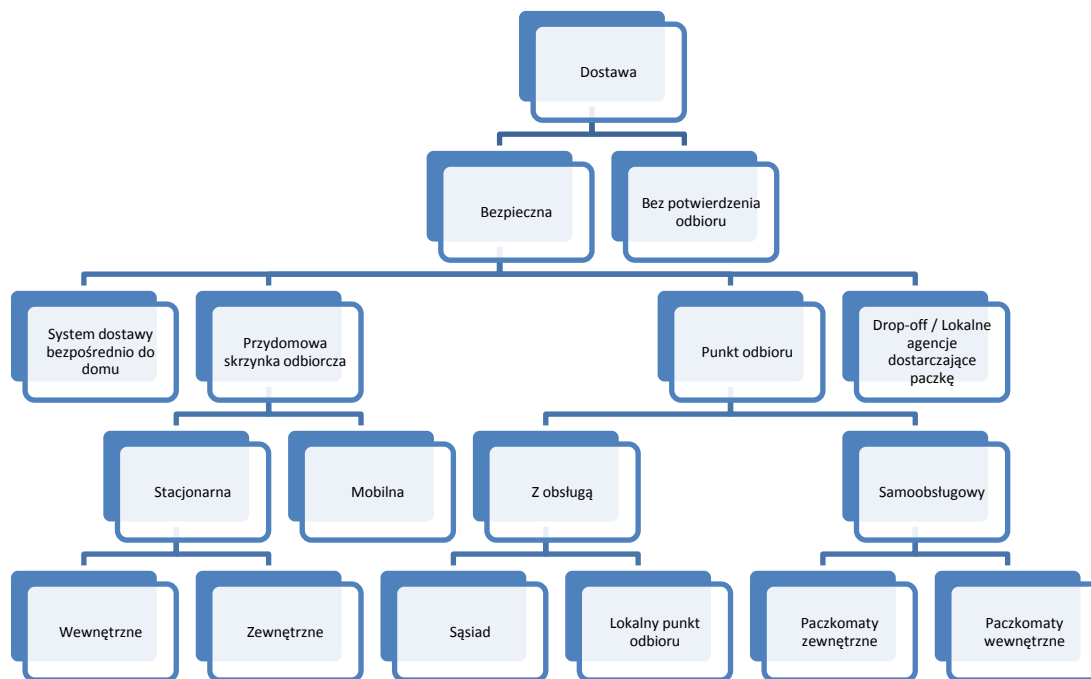 Dostawa
Bezpieczna
Bez potwierdzenia
odbioru
System dostawy
bezpośrednio do
domu
Przydomowa
skrzynka odbiorcza
Punkt odbioru
Drop-off / Lokalne
agencje
dostarczające
paczkę
Stacjonarna
Mobilna
Z obsługą
Samoobsługowy
Wewnętrzne
Zewnętrzne
Sąsiad
Lokalny punkt
odbioru
Paczkomaty
zewnętrzne
Paczkomaty
wewnętrzne